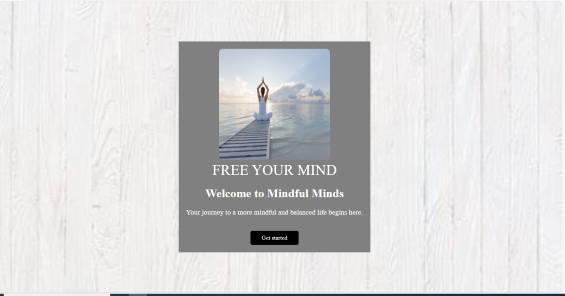 FREE YOUR MIND
Welcome to Mindful Minds
Your journey to a more mindful and balanced life begins here.
Get started